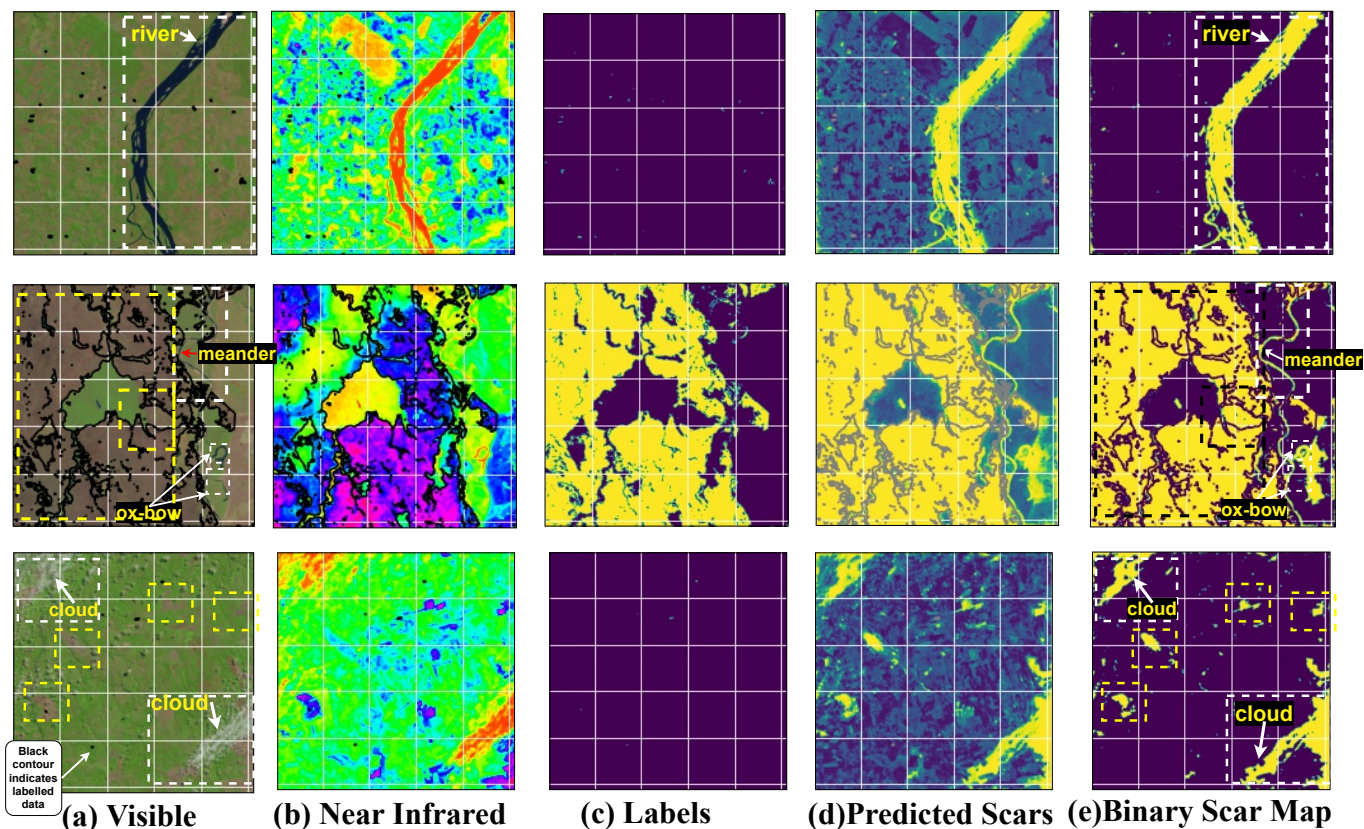 river
river
meander
meander
ox-bow
ox-bow
cloud
cloud
cloud
cloud
Black
contour
indicates
labelled
data
(a) Visible
(b) Near Infrared
(c) Labels
(d)Predicted Scars
(e)Binary Scar Map